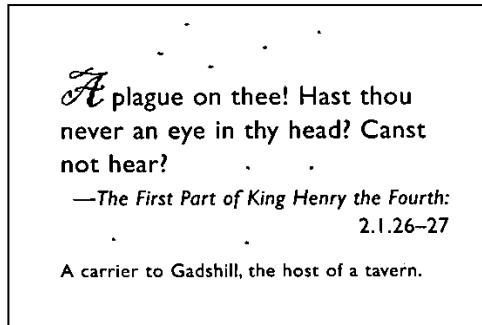 A plague on thee! Hast thou
never an eye in thy head? Canst
not hear?
—The First Part of King Henry the Fourth:
2.1.26–27
A carrier to Gadshill, the host of a tavern.